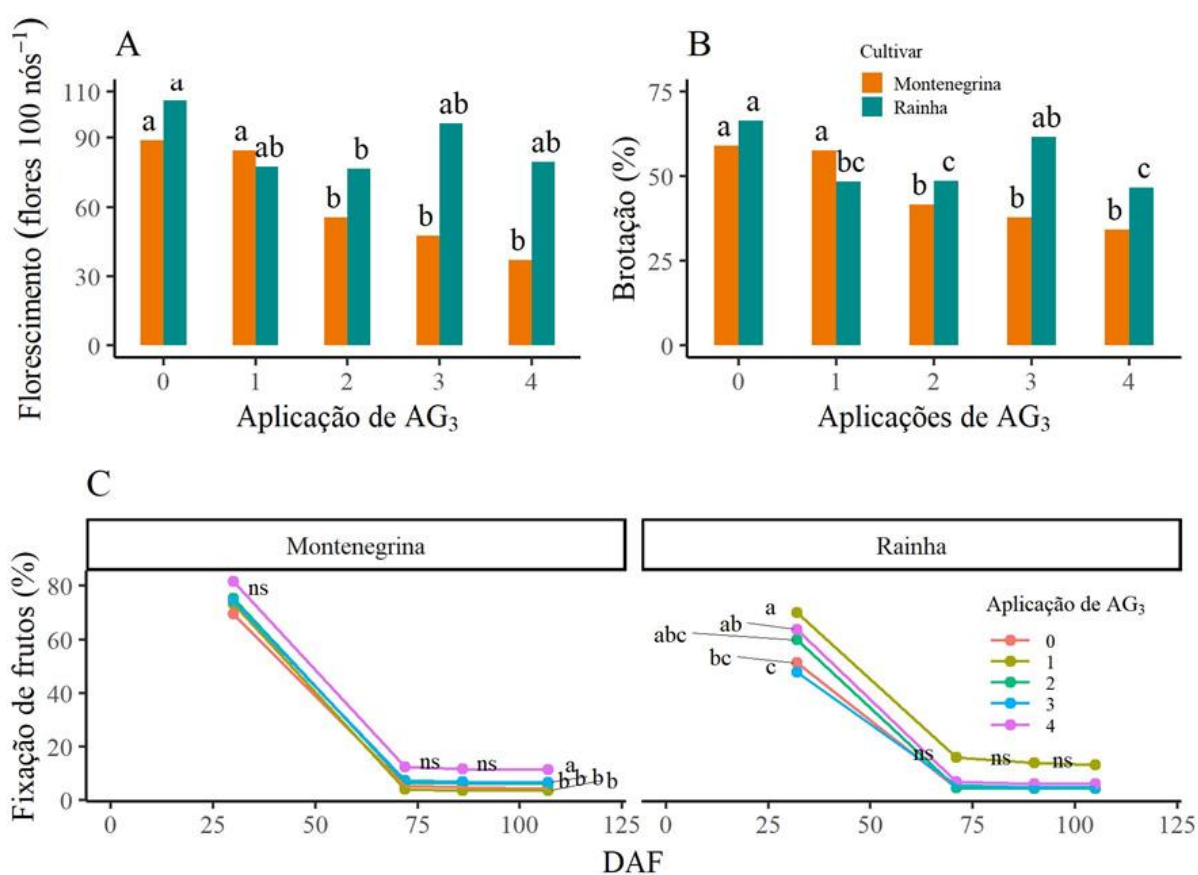 A
Florescimento (flores 100 nós⁻¹)
110
90
60
30
0
a
a
a
ab
b
b
b
ab
b
ab
0 1 2 3 4
Aplicação de AG₃
B
Cultivar
Montenegrina
Rainha
Brotação (%)
75
50
25
0
a
a
a
bc
b
c
b
ab
b
c
0 1 2 3 4
Aplicações de AG₃
C
Fixação de frutos (%)
Montenegrina
80
60
40
20
0
ns
ns
ns
a
b b b b
0 25 50 75 100 125
Rainha
a
ab
abc
bc
c
ns
ns
ns
Aplicação de AG₃
0
1
2
3
4
0 25 50 75 100 125
DAF